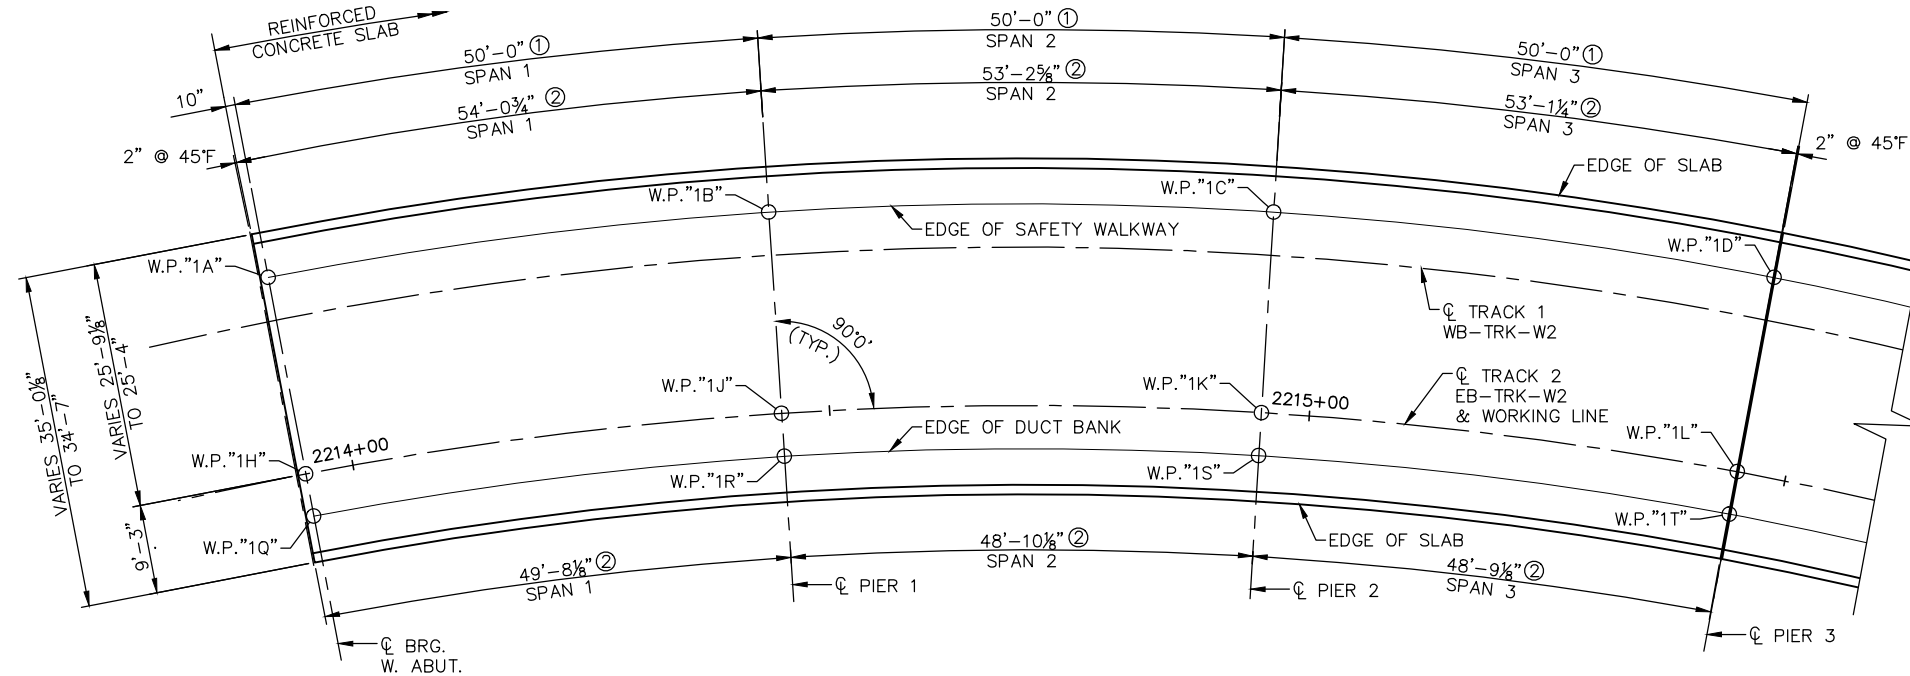 REINFORCED
CONCRETE SLAB
50'-0" ①
SPAN 1
50'-0" ①
SPAN 2
50'-0" ①
SPAN 3
10"
54'-0¾" ②
SPAN 1
53'-2⅝" ②
SPAN 2
53'-1¼" ②
SPAN 3
2" @ 45°F
2" @ 45°F
EDGE OF SLAB
W.P."1A"
W.P."1B"
W.P."1C"
W.P."1D"
EDGE OF SAFETY WALKWAY
℄ TRACK 1
WB-TRK-W2
90°0'
(TYP.)
VARIES 35'-0⅛"
TO 34'-7"
VARIES 25'-9⅛"
TO 25'-4"
9'-3"
W.P."1H"
2214+00
W.P."1J"
W.P."1K"
2215+00
℄ TRACK 2
EB-TRK-W2
& WORKING LINE
W.P."1L"
EDGE OF DUCT BANK
W.P."1Q"
W.P."1R"
W.P."1S"
W.P."1T"
EDGE OF SLAB
49'-8⅛" ②
SPAN 1
48'-10⅛" ②
SPAN 2
48'-9⅛" ②
SPAN 3
℄ BRG.
W. ABUT.
℄ PIER 1
℄ PIER 2
℄ PIER 3